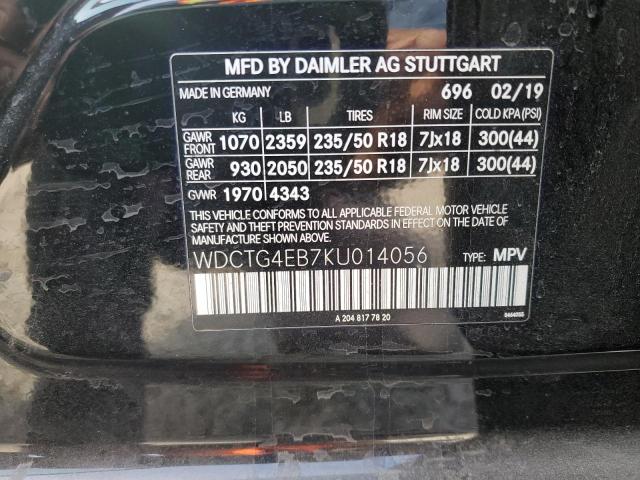 MFD BY DAIMLER AG STUTTGART
MADE IN GERMANY 696 02/19
KG LB TIRES RIM SIZE COLD KPA (PSI)
GAWR FRONT 1070 2359 235/50 R18 7Jx18 300(44)
GAWR REAR 930 2050 235/50 R18 7Jx18 300(44)
GVWR 1970 4343
THIS VEHICLE CONFORMS TO ALL APPLICABLE FEDERAL MOTOR VEHICLE
SAFETY AND THEFT PREVENTION STANDARDS IN EFFECT ON THE DATE
OF MANUFACTURE SHOWN ABOVE.
WDCTG4EB7KU014056 TYPE: MPV
A 204 817 78 20